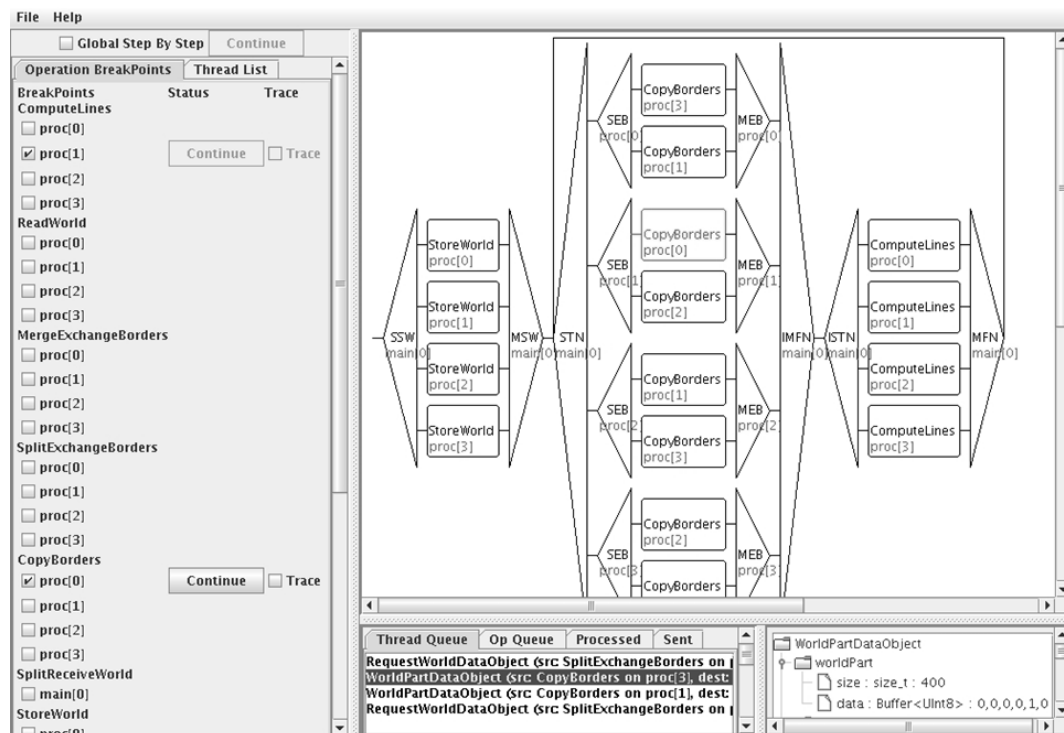 File Help
Global Step By Step Continue
Operation BreakPoints Thread List
BreakPoints Status Trace
ComputeLines
proc[0]
proc[1] Continue Trace
proc[2]
proc[3]
ReadWorld
proc[0]
proc[1]
proc[2]
proc[3]
MergeExchangeBorders
proc[0]
proc[1]
proc[2]
proc[3]
SplitExchangeBorders
proc[0]
proc[1]
proc[2]
proc[3]
CopyBorders
proc[0] Continue Trace
proc[1]
proc[2]
proc[3]
SplitReceiveWorld
main[0]
StoreWorld
proc[0]
SSW
main[0]
StoreWorld
proc[0]
StoreWorld
proc[1]
StoreWorld
proc[2]
StoreWorld
proc[3]
MSW
main[0]
STN
main[0]
SEB
proc[0]
CopyBorders
proc[3]
CopyBorders
proc[1]
MEB
proc[0]
SEB
proc[1]
CopyBorders
proc[0]
CopyBorders
proc[2]
MEB
proc[1]
SEB
proc[2]
CopyBorders
proc[1]
CopyBorders
proc[3]
MEB
proc[2]
SEB
proc[3]
CopyBorders
proc[2]
CopyBorders
MEB
proc[3]
IMFN
main[0]
ISTN
main[0]
ComputeLines
proc[0]
ComputeLines
proc[1]
ComputeLines
proc[2]
ComputeLines
proc[3]
MFN
main[0]
Thread Queue Op Queue Processed Sent
RequestWorldDataObject (src: SplitExchangeBorders on
WorldPartDataObject (src: CopyBorders on proc[3], dest:
WorldPartDataObject (src: CopyBorders on proc[1], dest:
RequestWorldDataObject (src: SplitExchangeBorders on
WorldPartDataObject
worldPart
size : size_t : 400
data : Buffer<UInt8> : 0,0,0,0,1,0